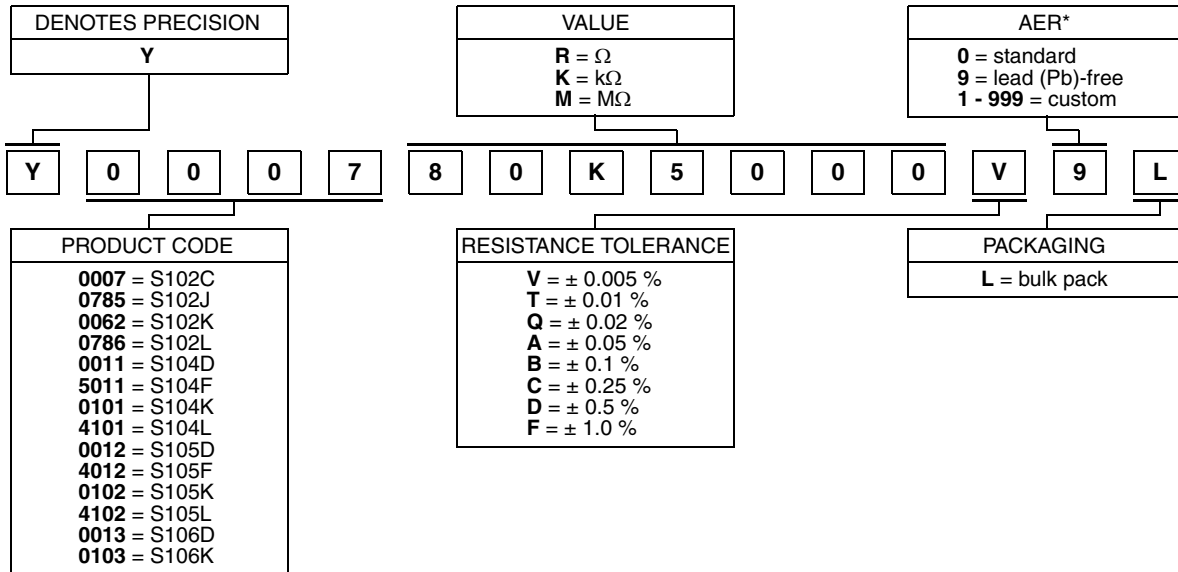 DENOTES PRECISION
Y
VALUE
R = Ω
K = kΩ
M = MΩ
AER*
0 = standard
9 = lead (Pb)-free
1 - 999 = custom
Y 0 0 0 7 8 0 K 5 0 0 0 V 9 L
PRODUCT CODE
0007 = S102C
0785 = S102J
0062 = S102K
0786 = S102L
0011 = S104D
5011 = S104F
0101 = S104K
4101 = S104L
0012 = S105D
4012 = S105F
0102 = S105K
4102 = S105L
0013 = S106D
0103 = S106K
RESISTANCE TOLERANCE
V = ± 0.005 %
T = ± 0.01 %
Q = ± 0.02 %
A = ± 0.05 %
B = ± 0.1 %
C = ± 0.25 %
D = ± 0.5 %
F = ± 1.0 %
PACKAGING
L = bulk pack